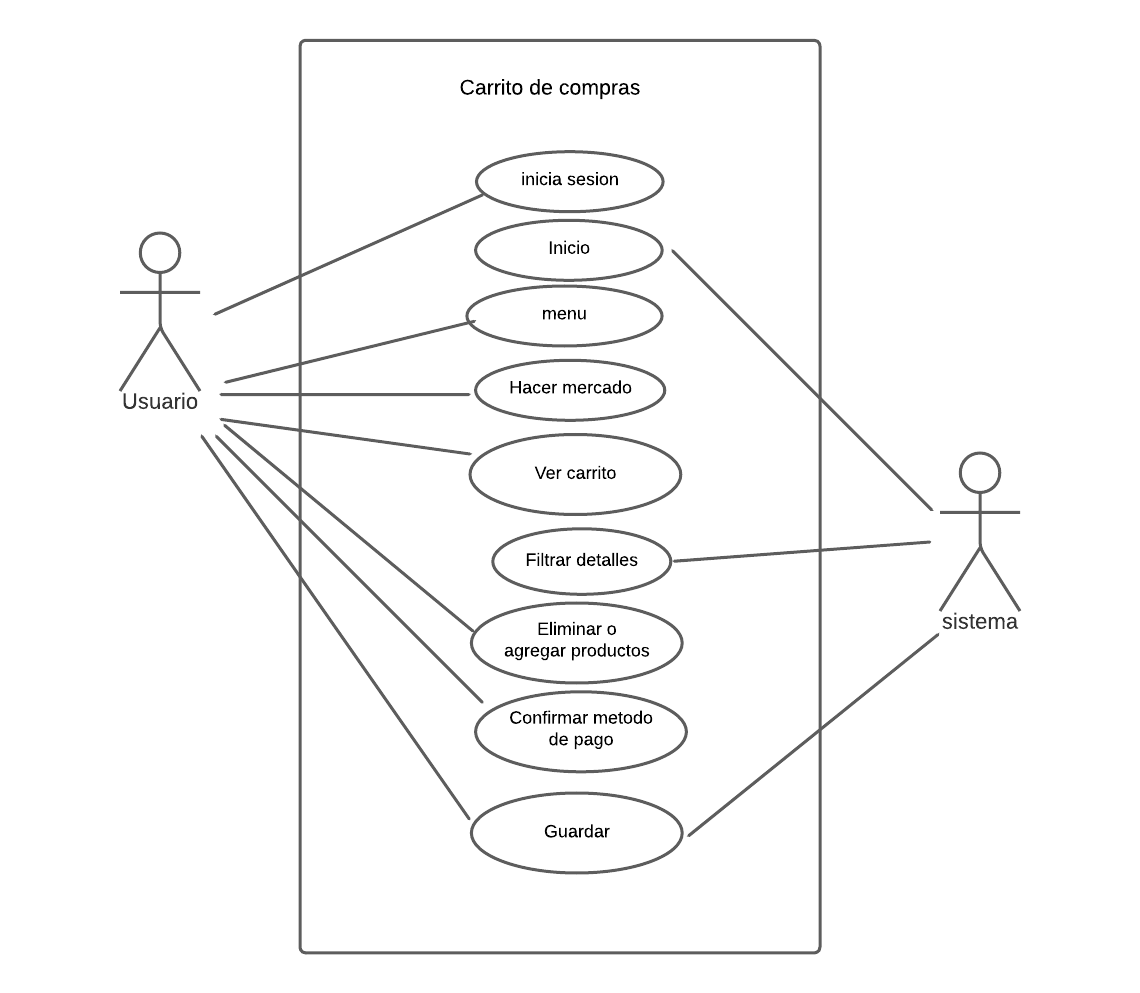 Carrito de compras
inicia sesion
Inicio
menu
Hacer mercado
Usuario
Ver carrito
Filtrar detalles
sistema
Eliminar o
agregar productos
Confirmar metodo
de pago
Guardar